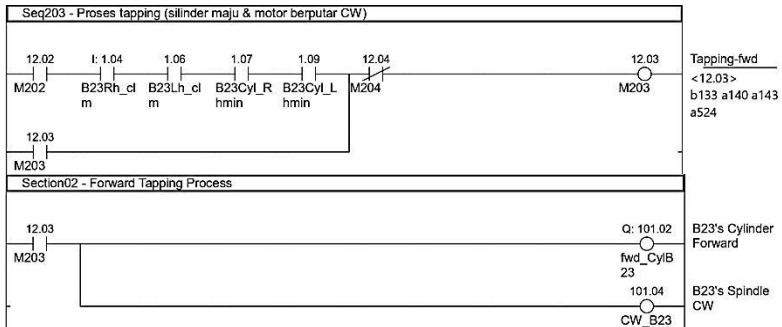 Seq203 - Proses tapping (silinder maju & motor berputar CW)
12.02 I: 1.04 1.06 1.07 1.09 12.04 12.03 Tapping-fwd
M202 B23Rh_cl B23Lh_cl B23Cyl_R B23Cyl_L M204 M203 <12.03>
m m hmin hmin b133 a140 a143
a524
12.03
M203
Section02 - Forward Tapping Process
12.03 Q: 101.02 B23's Cylinder
M203 fwd_CylB Forward
23
101.04 B23's Spindle
CW_B23 CW